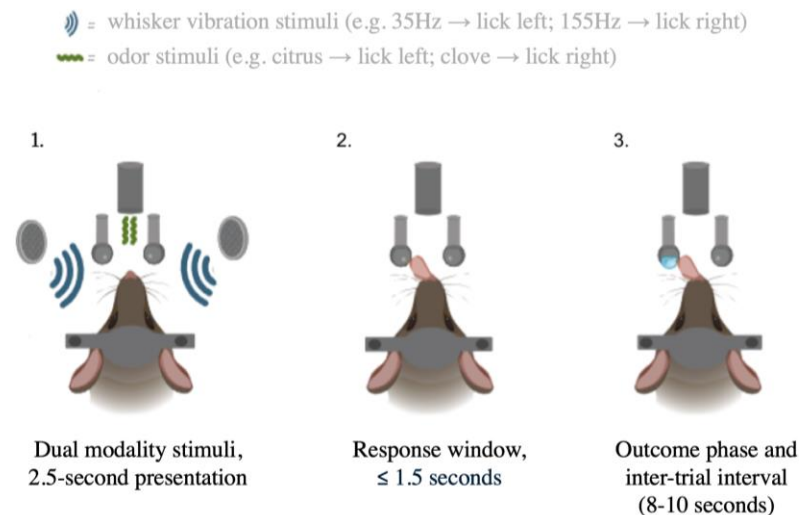 = whisker vibration stimuli (e.g. 35Hz → lick left; 155Hz → lick right)
= odor stimuli (e.g. citrus → lick left; clove → lick right)
1.
2.
3.
Dual modality stimuli,
2.5-second presentation
Response window,
≤ 1.5 seconds
Outcome phase and
inter-trial interval
(8-10 seconds)